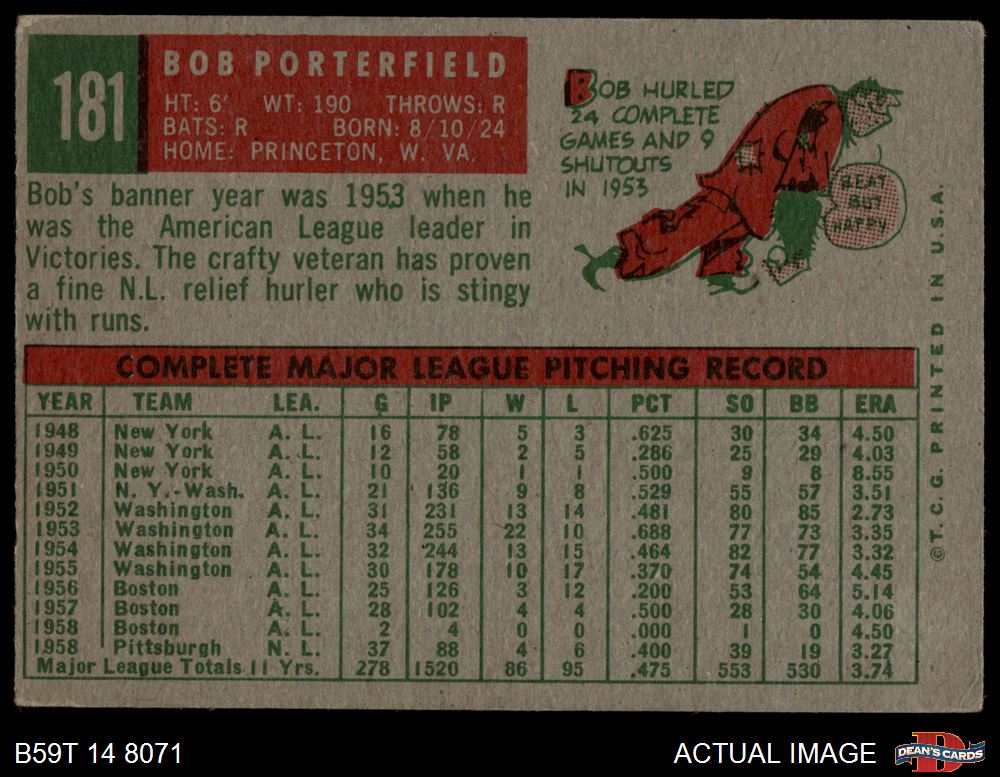 181
BOB PORTERFIELD
HT: 6' WT: 190 THROWS: R
BATS: R BORN: 8/10/24
HOME: PRINCETON, W. VA.
Bob's banner year was 1953 when he
was the American League leader in
Victories. The crafty veteran has proven
a fine N.L. relief hurler who is stingy
with runs.
BOB HURLED
24 COMPLETE
GAMES AND 9
SHUTOUTS
IN 1953
BEAT
BUT
HAPPY
COMPLETE MAJOR LEAGUE PITCHING RECORD
YEAR TEAM LEA. G IP W L PCT SO BB ERA
1948 New York A. L. 16 78 5 3 .625 30 34 4.50
1949 New York A. L. 12 58 2 5 .286 25 29 4.03
1950 New York A. L. 10 20 1 1 .500 9 8 8.55
1951 N. Y.-Wash. A. L. 21 136 9 8 .529 55 57 3.51
1952 Washington A. L. 31 231 13 14 .481 80 85 2.73
1953 Washington A. L. 34 255 22 10 .688 77 73 3.35
1954 Washington A. L. 32 244 13 15 .464 82 77 3.32
1955 Washington A. L. 30 178 10 17 .370 74 54 4.45
1956 Boston A. L. 25 126 3 12 .200 53 64 5.14
1957 Boston A. L. 28 102 4 4 .500 28 30 4.06
1958 Boston A. L. 2 4 0 0 .000 1 0 4.50
1958 Pittsburgh N. L. 37 88 4 6 .400 39 19 3.27
Major League Totals 11 Yrs. 278 1520 86 95 .475 553 530 3.74
©T.C.G. PRINTED IN U.S.A.
B59T 14 8071
ACTUAL IMAGE
DEAN'S CARDS